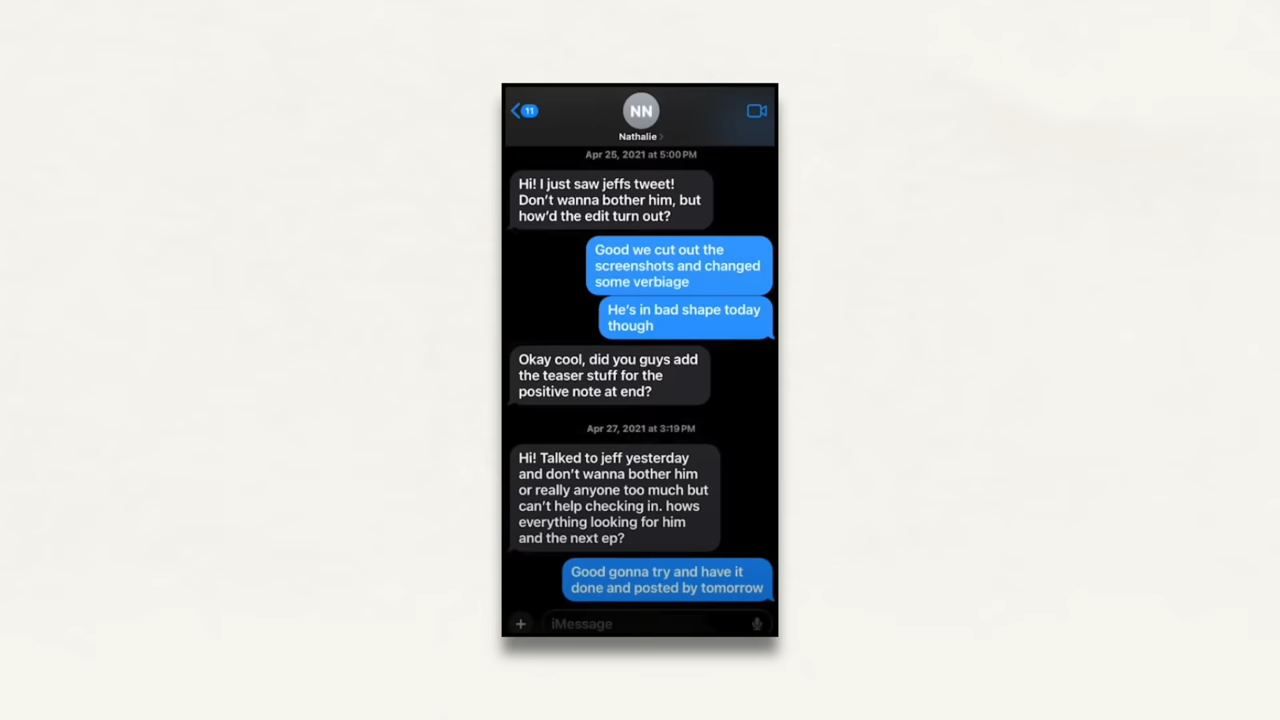 11
NN
Nathalie
Apr 25, 2021 at 5:00 PM
Hi! I just saw jeffs tweet!
Don't wanna bother him, but
how'd the edit turn out?
Good we cut out the
screenshots and changed
some verbiage
He's in bad shape today
though
Okay cool, did you guys add
the teaser stuff for the
positive note at end?
Apr 27, 2021 at 3:19 PM
Hi! Talked to jeff yesterday
and don't wanna bother him
or really anyone too much but
can't help checking in. hows
everything looking for him
and the next ep?
Good gonna try and have it
done and posted by tomorrow
iMessage